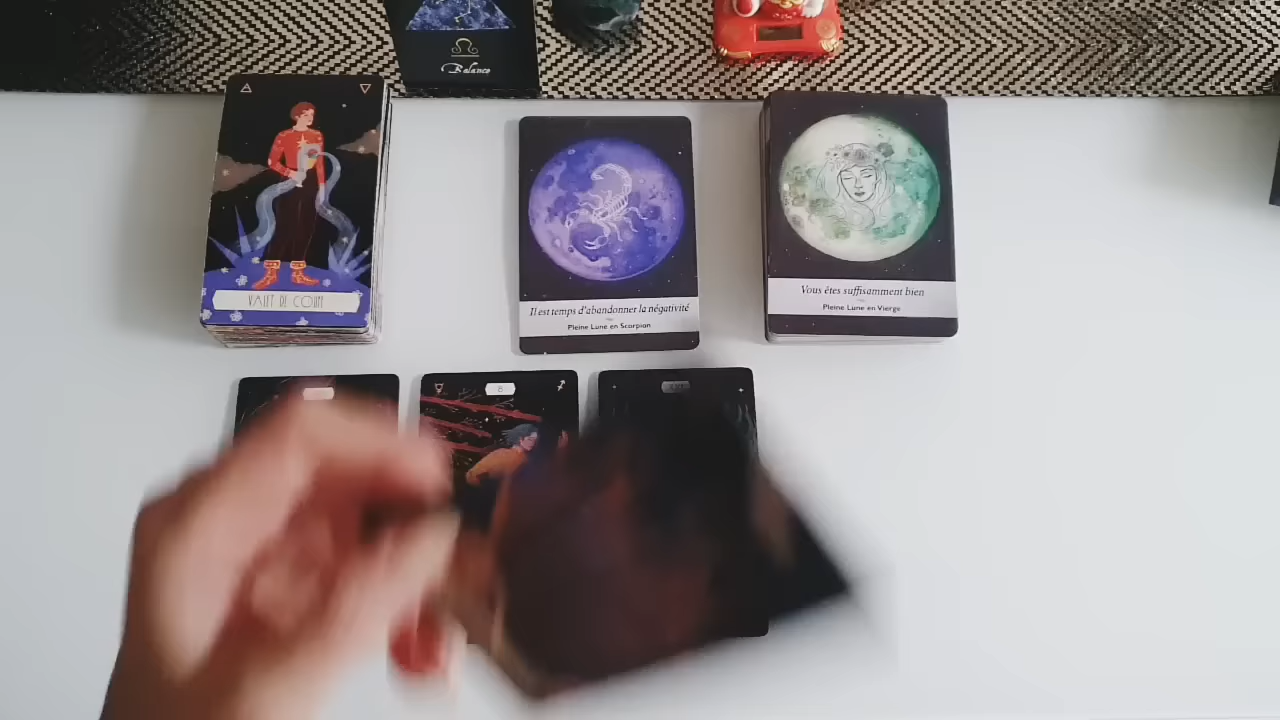 Balance
VALET DE COUPE
Il est temps d'abandonner la négativité
Pleine Lune en Scorpion
Vous êtes suffisamment bien
Pleine Lune en Vierge
8